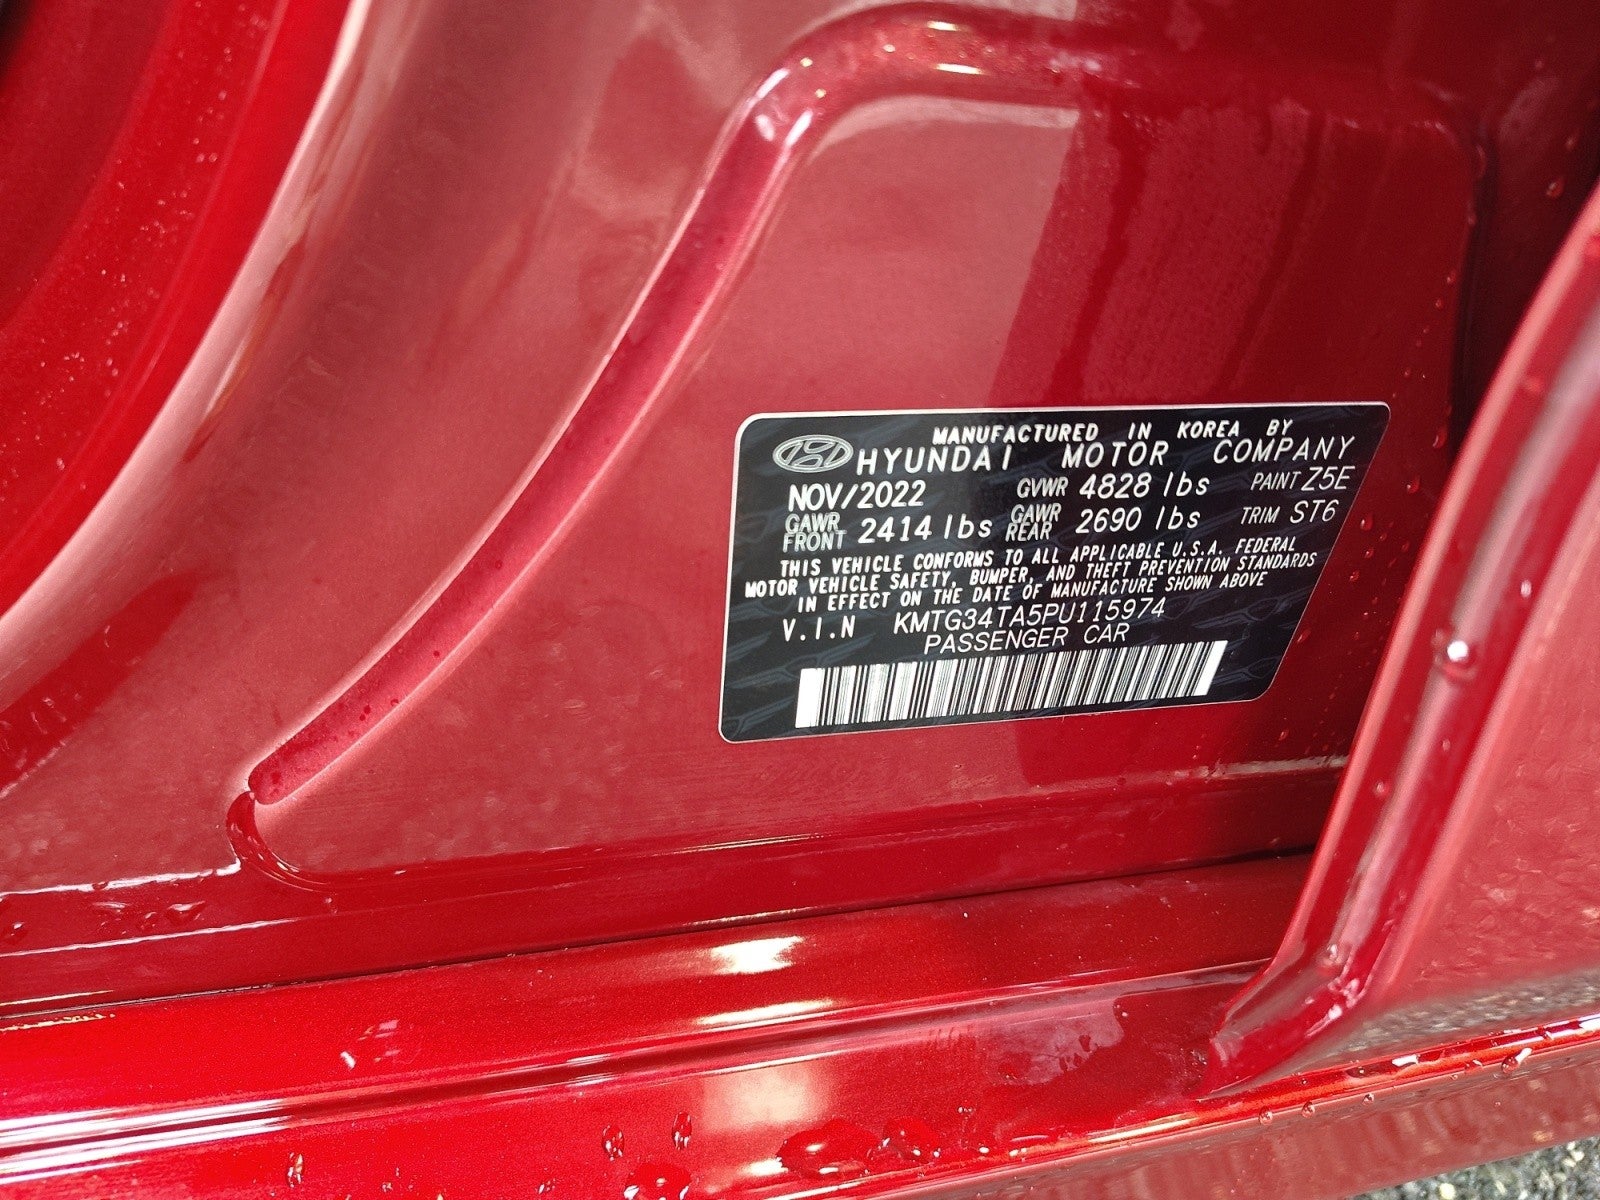 MANUFACTURED IN KOREA BY
HYUNDAI MOTOR COMPANY
NOV/2022 GVWR 4828 lbs PAINT Z5E
GAWR FRONT 2414 lbs GAWR REAR 2690 lbs TRIM ST6
THIS VEHICLE CONFORMS TO ALL APPLICABLE U.S.A. FEDERAL
MOTOR VEHICLE SAFETY, BUMPER, AND THEFT PREVENTION STANDARDS
IN EFFECT ON THE DATE OF MANUFACTURE SHOWN ABOVE
V.I.N KMTG34TA5PU115974
PASSENGER CAR